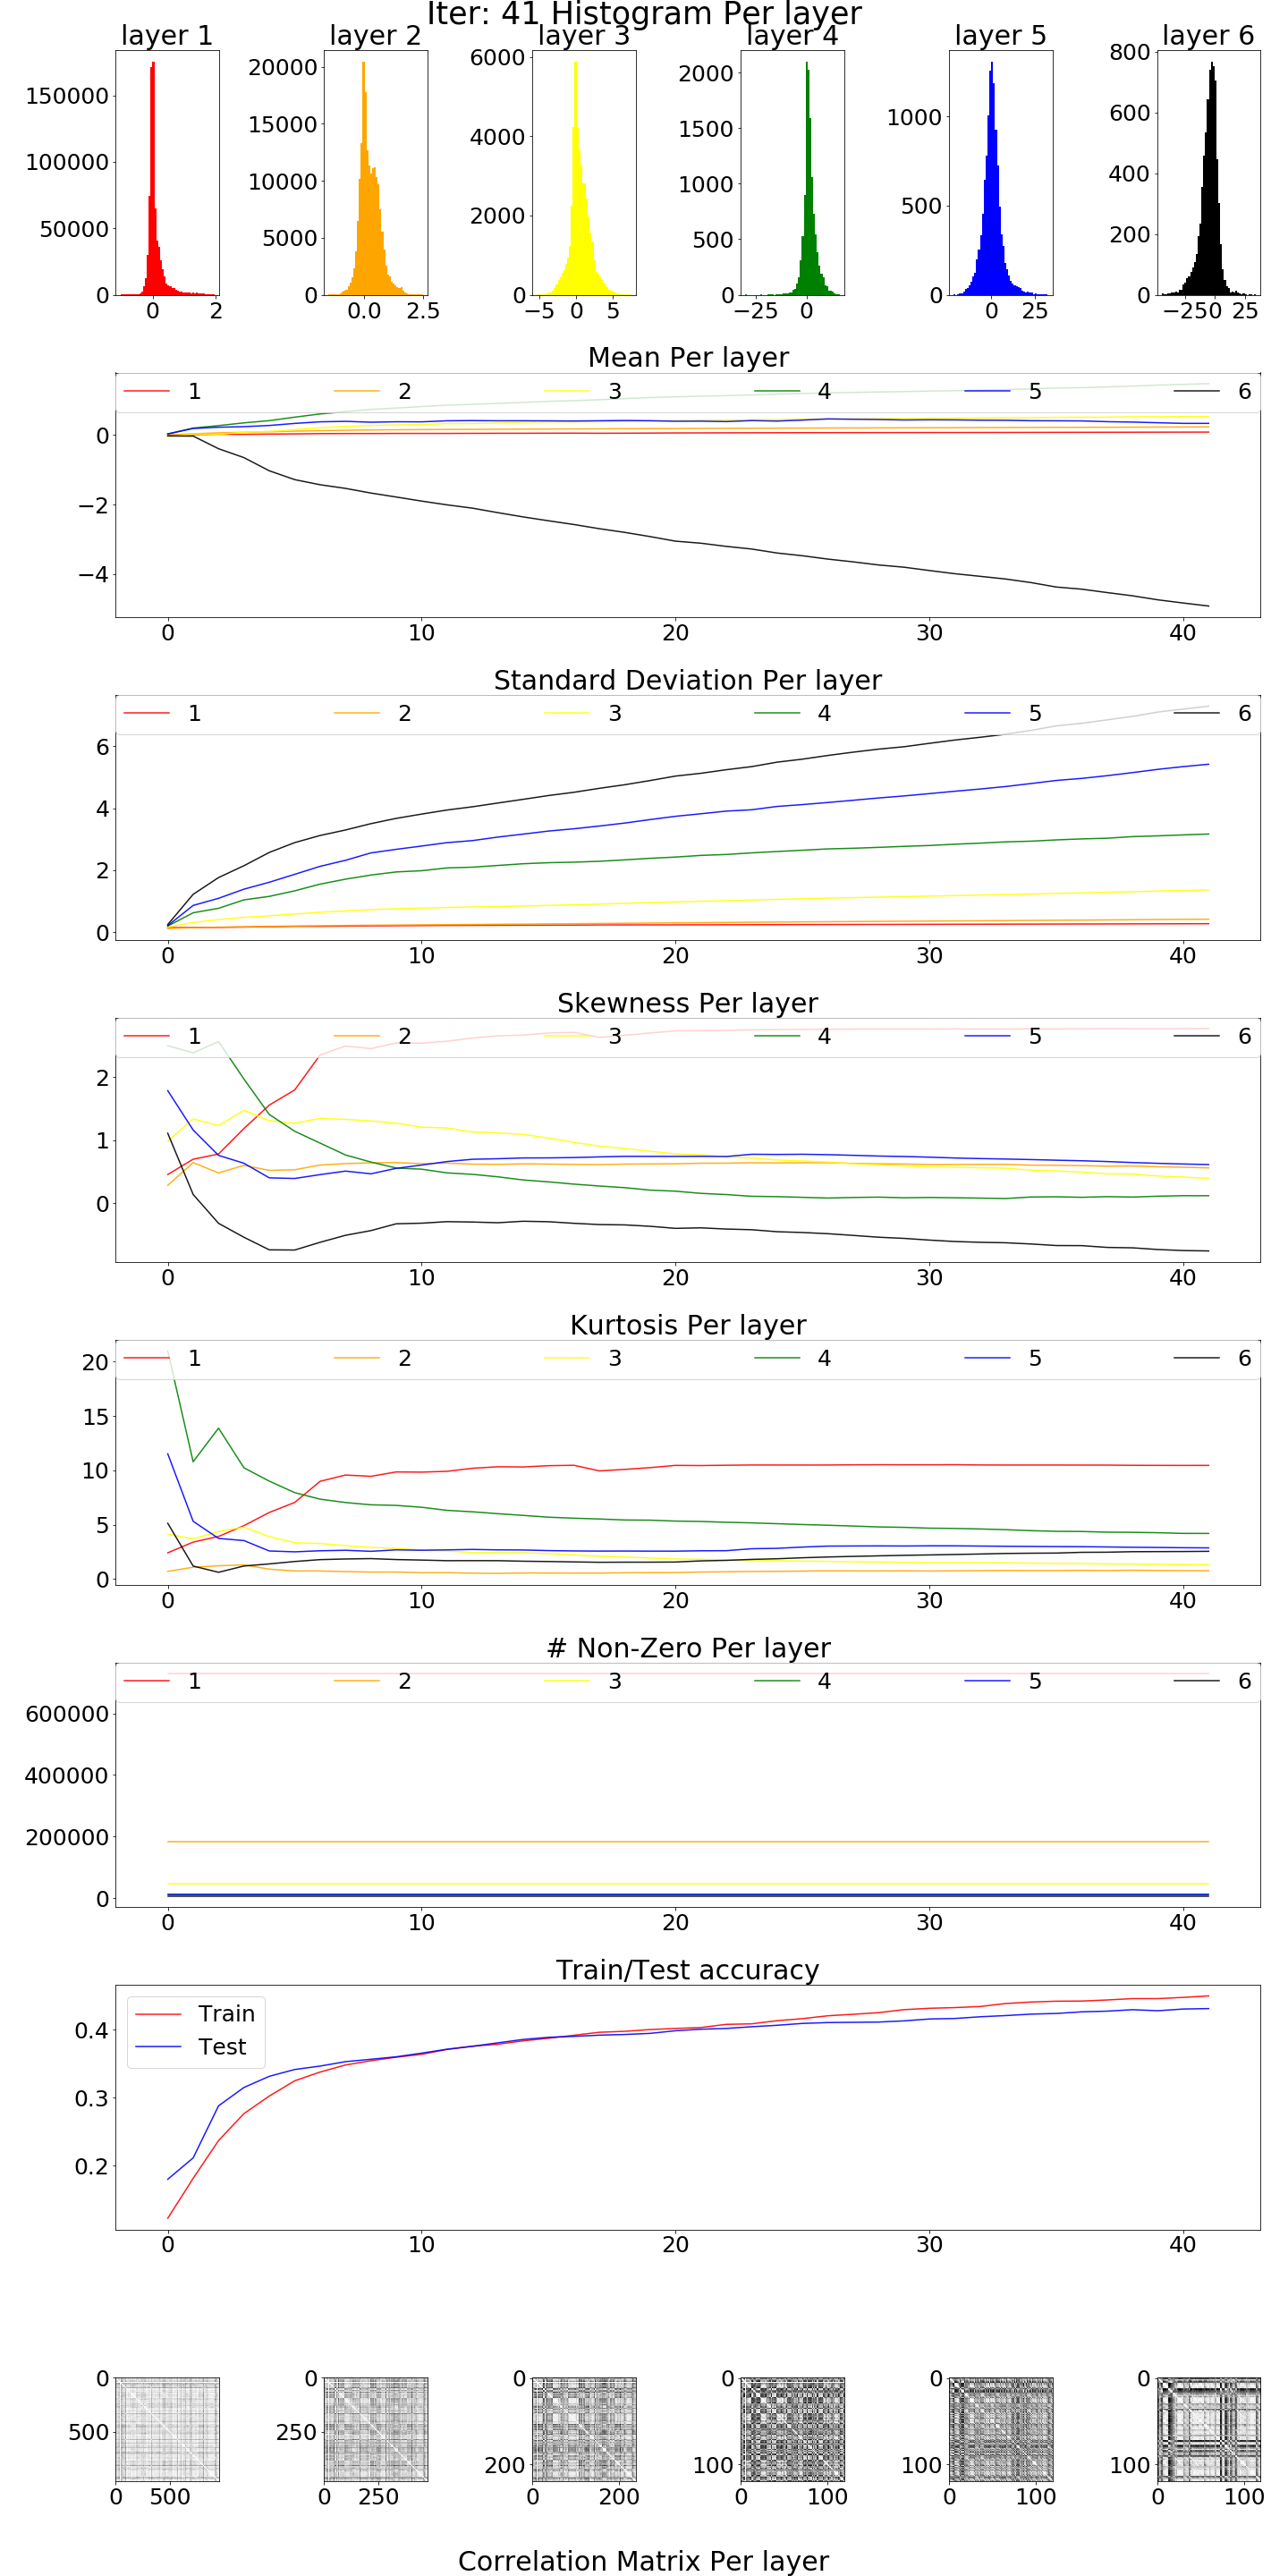 Iter: 41 Histogram Per layer
layer 1 layer 2 layer 3 layer 4 layer 5 layer 6
150000 100000 50000 0
0 2
20000 15000 10000 5000 0
0.0 2.5
6000 4000 2000 0
−5 0 5
2000 1500 1000 500 0
−25 0
1000 500 0
0 25
800 600 400 200 0
−25 0 25
Mean Per layer
1 2 3 4 5 6
0
−2
−4
0 10 20 30 40
Standard Deviation Per layer
1 2 3 4 5 6
6
4
2
0
0 10 20 30 40
Skewness Per layer
1 2 3 4 5 6
2
1
0
0 10 20 30 40
Kurtosis Per layer
1 2 3 4 5 6
20
15
10
5
0
0 10 20 30 40
# Non-Zero Per layer
1 2 3 4 5 6
600000
400000
200000
0
0 10 20 30 40
Train/Test accuracy
Train
Test
0.4
0.3
0.2
0 10 20 30 40
0 500
0 500
0 250
0 250
0 200
0 200
0 100
0 100
0 100
0 100
0 100
0 100
Correlation Matrix Per layer